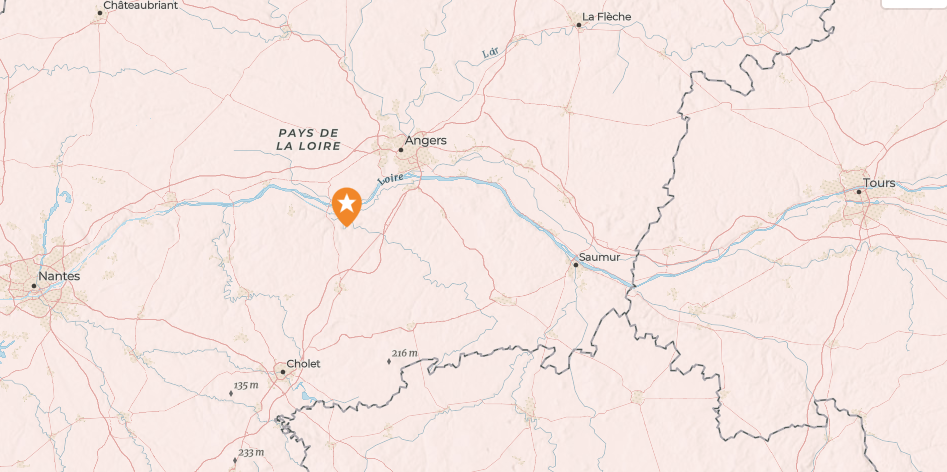 Châteaubriant
La Flèche
Loir
PAYS DE
LA LOIRE
Angers
Loire
Tours
Saumur
Nantes
216 m
Cholet
135 m
233 m